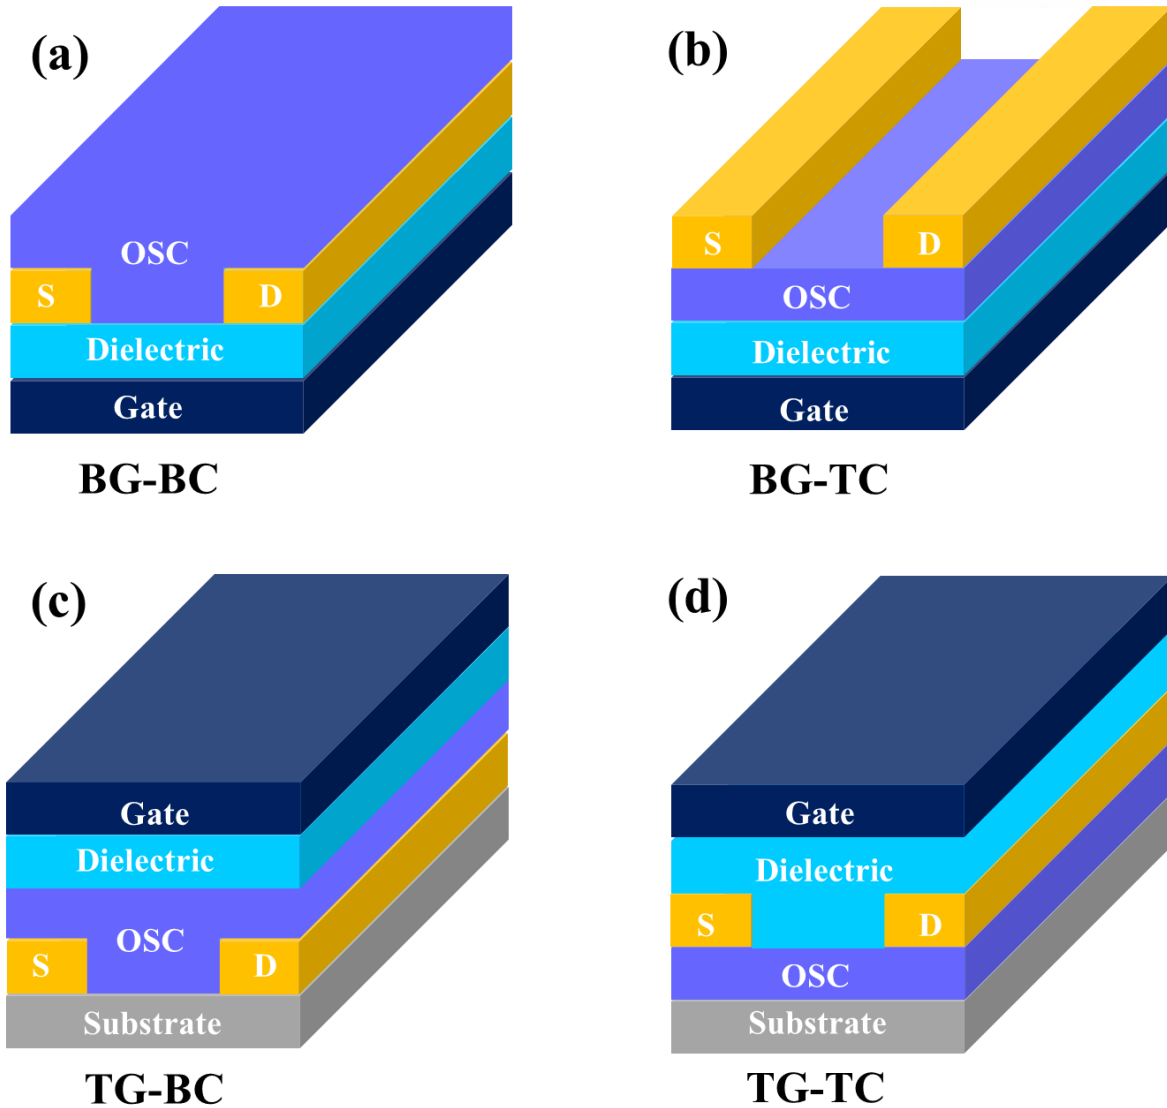 (a)
OSC
S
D
Dielectric
Gate
BG-BC
(b)
S
D
OSC
Dielectric
Gate
BG-TC
(c)
Gate
Dielectric
OSC
S
D
Substrate
TG-BC
(d)
Gate
Dielectric
S
D
OSC
Substrate
TG-TC